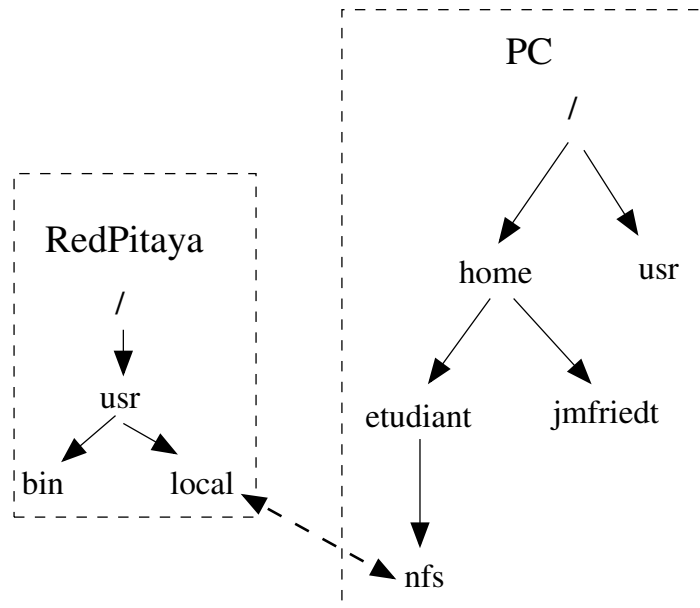 PC
/
home
usr
etudiant
jmfriedt
nfs
RedPitaya
/
usr
bin
local